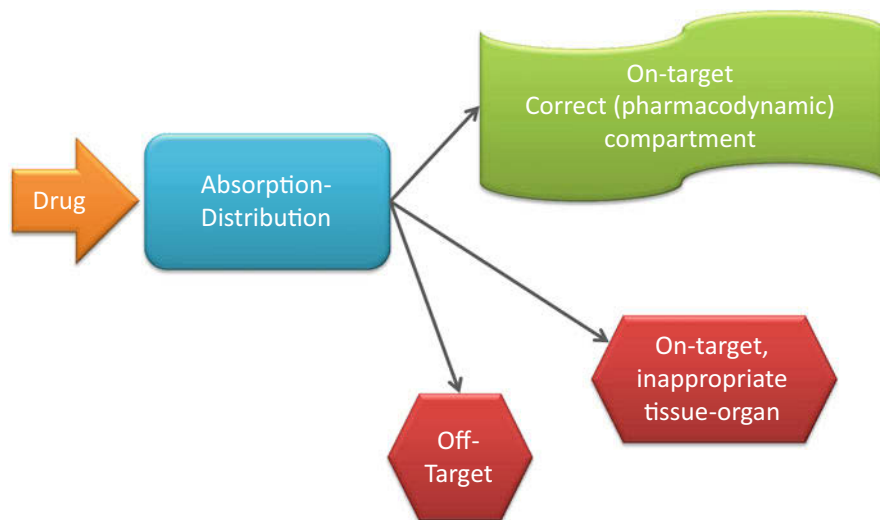 Drug
Absorption-
Distribution
On-target
Correct (pharmacodynamic)
compartment
On-target,
inappropriate
tissue-organ
Off-
Target